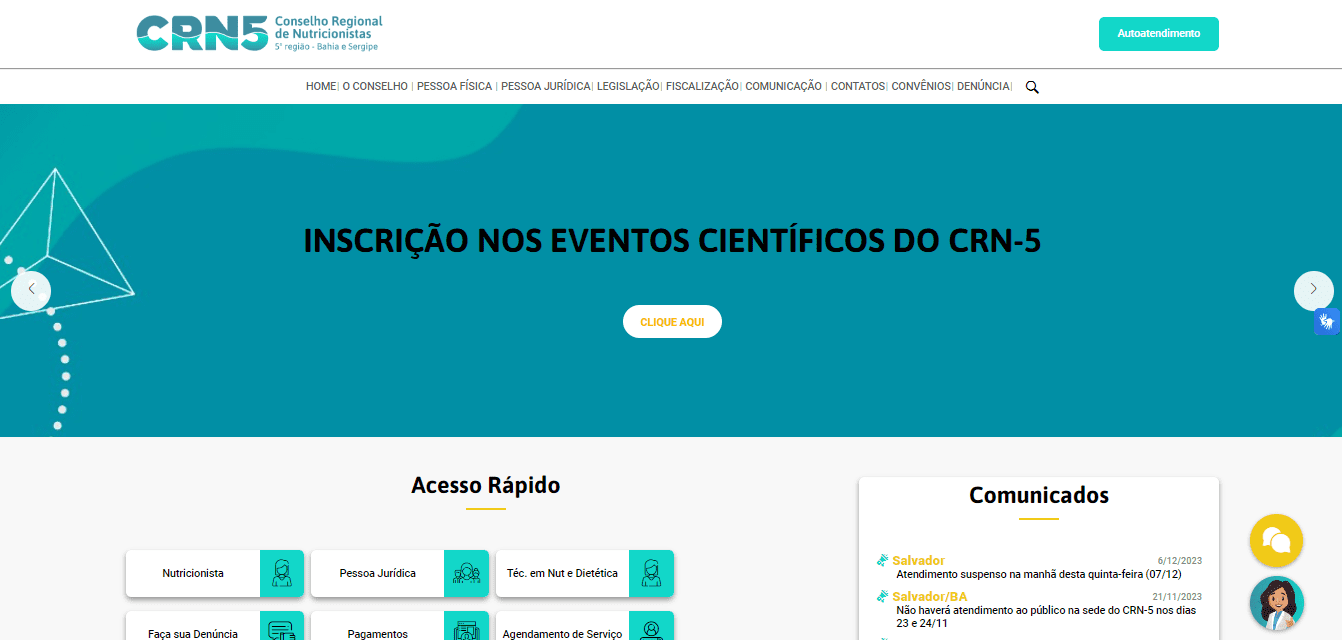 CRN5
Conselho Regional
de Nutricionistas
5ª região - Bahia e Sergipe
Autoatendimento
HOME| O CONSELHO | PESSOA FÍSICA | PESSOA JURÍDICA| LEGISLAÇÃO| FISCALIZAÇÃO| COMUNICAÇÃO | CONTATOS| CONVÊNIOS| DENÚNCIA|
INSCRIÇÃO NOS EVENTOS CIENTÍFICOS DO CRN-5
CLIQUE AQUI
Acesso Rápido
Nutricionista
Pessoa Jurídica
Téc. em Nut e Dietética
Faça sua Denúncia
Pagamentos
Agendamento de Serviço
Comunicados
Salvador 6/12/2023
Atendimento suspenso na manhã desta quinta-feira (07/12)
Salvador/BA 21/11/2023
Não haverá atendimento ao público na sede do CRN-5 nos dias
23 e 24/11